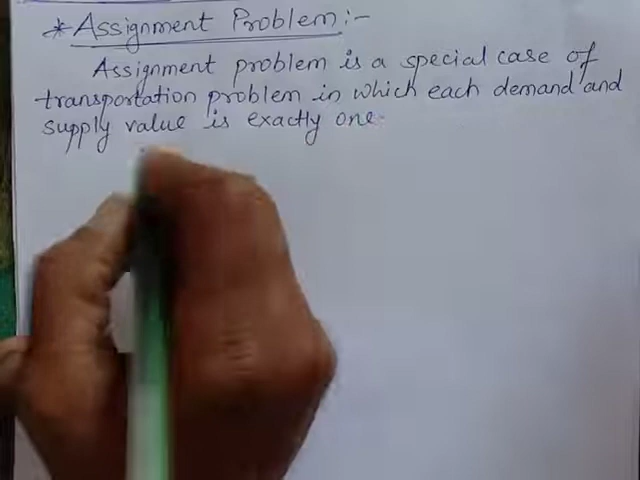 * Assignment Problem :-
Assignment problem is a special case of
transportation problem in which each demand and
supply value is exactly one.